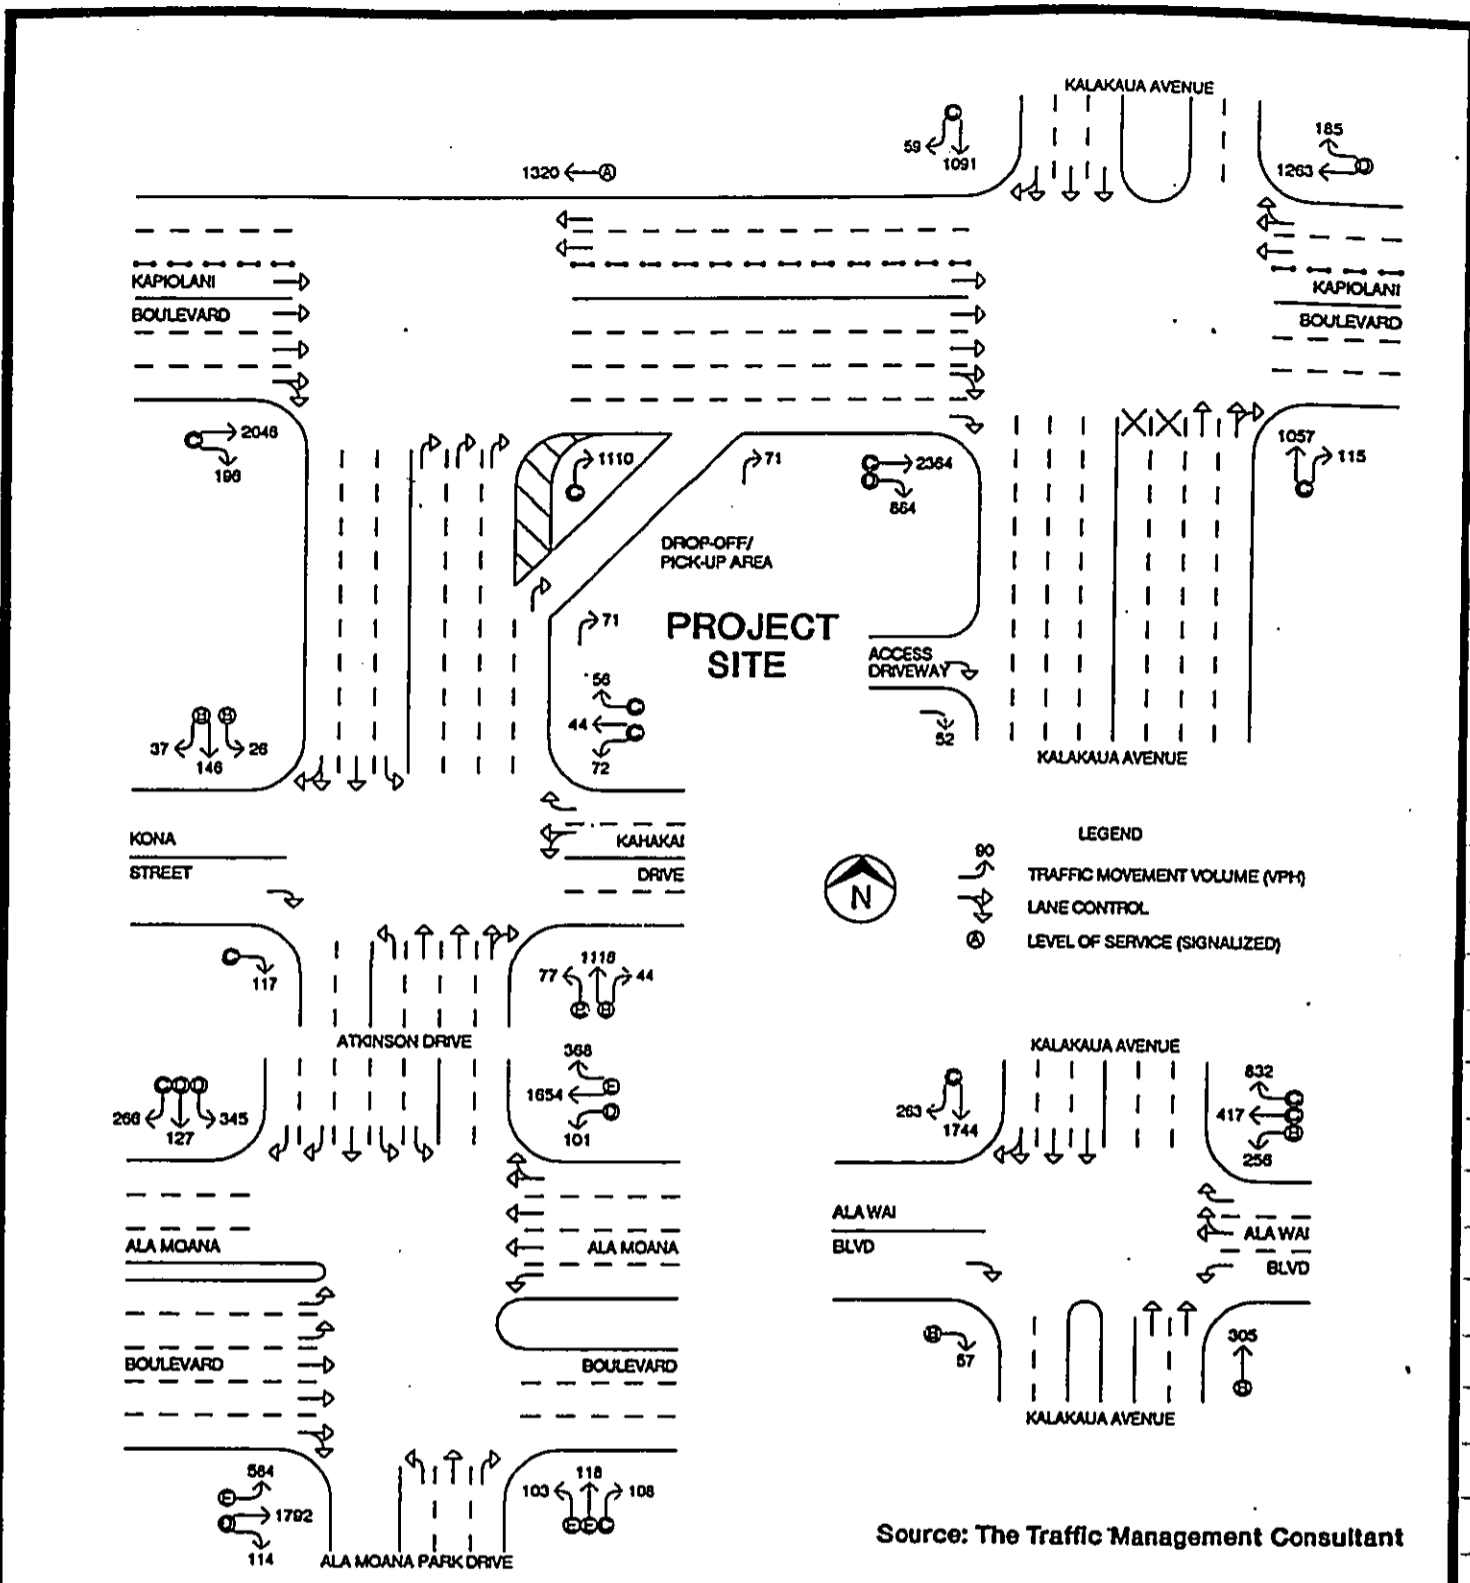 KALAKAUA AVENUE
59
1091
185
1263
1320
A
KAPIOLANI
BOULEVARD
KAPIOLANI
BOULEVARD
2046
196
1110
71
2364
864
1057
115
DROP-OFF/
PICK-UP AREA
71
PROJECT
SITE
ACCESS
DRIVEWAY
52
KALAKAUA AVENUE
56
44
72
37
146
26
KONA
STREET
KAHAKAI
DRIVE
117
77
1118
44
ATKINSON DRIVE
N
LEGEND
90
TRAFFIC MOVEMENT VOLUME (VPH)
LANE CONTROL
A
LEVEL OF SERVICE (SIGNALIZED)
266
127
345
368
1654
E
101
ALA MOANA
BOULEVARD
ALA MOANA
BOULEVARD
584
E
1792
114
103
118
108
E E
ALA MOANA PARK DRIVE
KALAKAUA AVENUE
263
1744
832
417
256
ALA WAI
BLVD
ALA WAI
BLVD
B
57
305
B
KALAKAUA AVENUE
Source: The Traffic Management Consultant